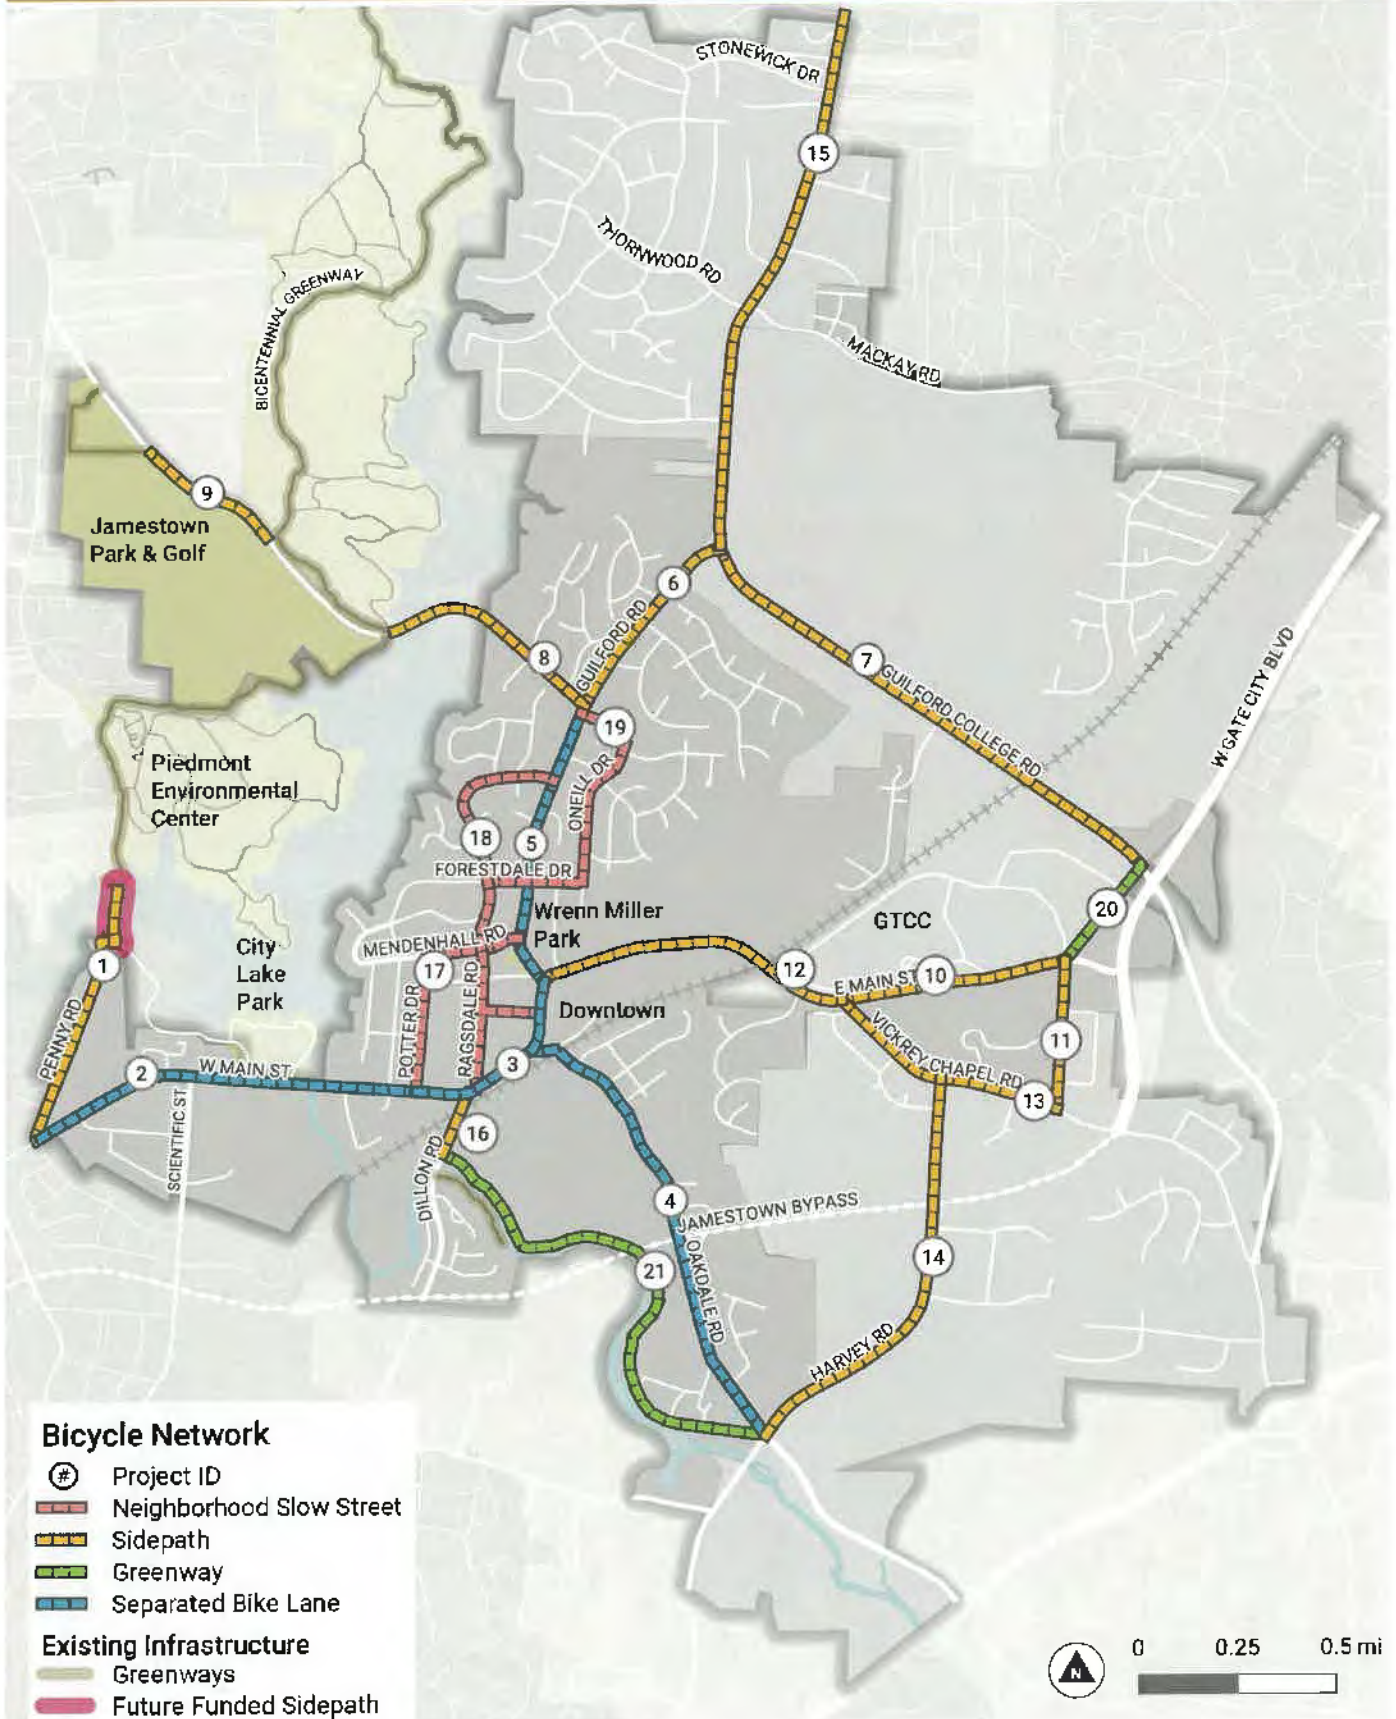 STONEWICK DR
15
THORNWOOD RD
BICENTENNIAL GREENWAY
MACKAY RD
9
Jamestown
Park & Golf
6
GUILFORD RD
8
7
GUILFORD COLLEGE RD
W GATE CITY BLVD
19
Piedmont
Environmental
Center
ONEILL DR
18
5
FORESTDALE DR
20
Wrenn Miller
Park
GTCC
MENDENHALL RD
City
Lake
Park
1
17
12
E MAIN ST
10
PENNY RD
POTTER DR
RAGSDALE RD
Downtown
VICKREY CHAPEL RD
11
2
W MAIN ST
3
13
SCIENTIFIC ST
16
DILLON RD
4
JAMESTOWN BYPASS
OAKDALE RD
21
14
HARVEY RD
Bicycle Network
# Project ID
Neighborhood Slow Street
Sidepath
Greenway
Separated Bike Lane
Existing Infrastructure
Greenways
Future Funded Sidepath
N
0 0.25 0.5 mi